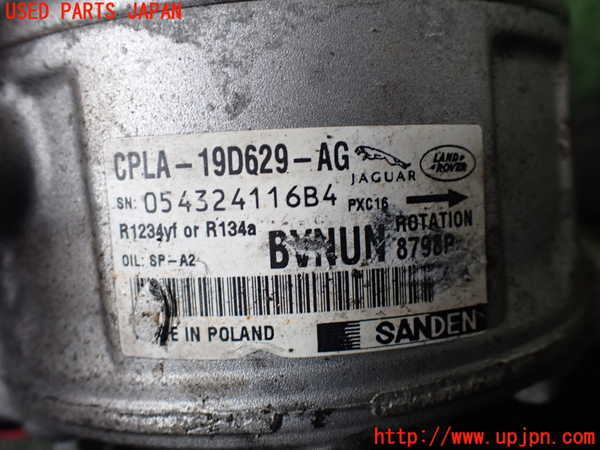 USED PARTS JAPAN
CPLA-19D629-AG
JAGUAR
LAND ROVER
SN: 054324116B4 PXC16
R1234yf or R134a
ROTATION
BVNUN 8798P
OIL: SP-A2
IN POLAND
SANDEN
http://www.upjpn.com/